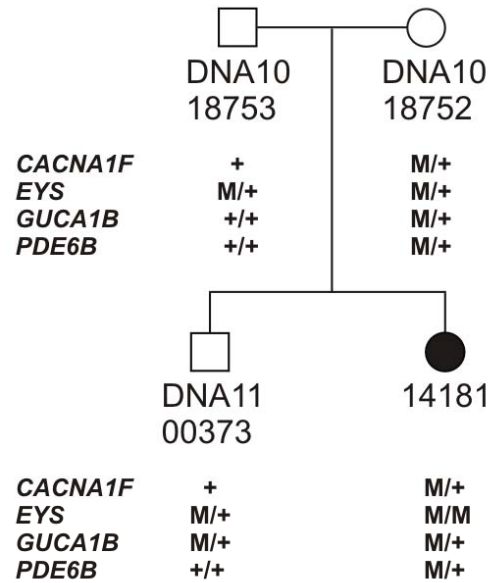 DNA10 DNA10
18753 18752
CACNA1F + M/+
EYS M/+ M/+
GUCA1B +/+ M/+
PDE6B +/+ M/+
DNA11 14181
00373
CACNA1F + M/+
EYS M/+ M/M
GUCA1B M/+ M/+
PDE6B +/+ M/+